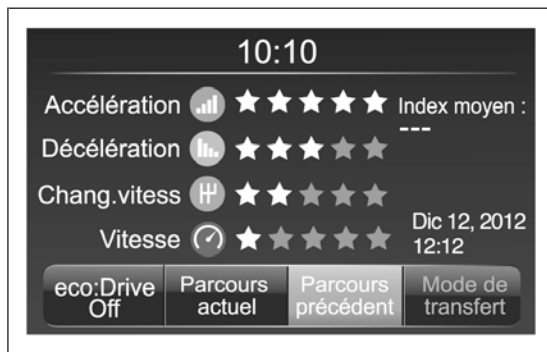 10:10
Accélération
Index moyen :
---
Décélération
Chang.vitess
Vitesse
Dic 12, 2012
12:12
eco:Drive
Off
Parcours
actuel
Parcours
précédent
Mode de
transfert